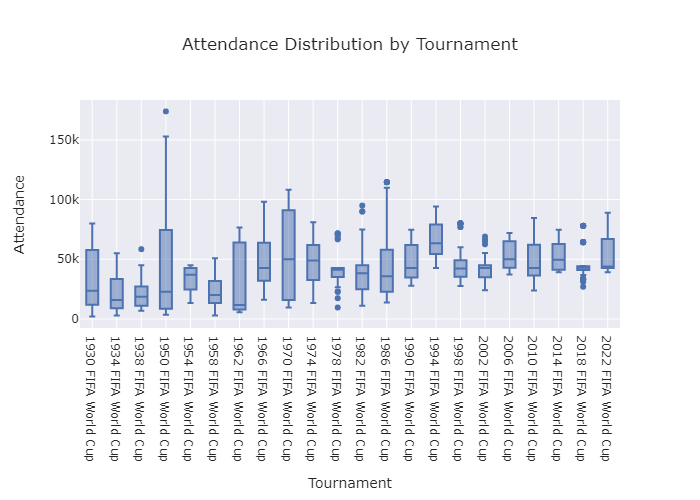 Attendance Distribution by Tournament
Attendance
150k
100k
50k
0
1930 FIFA World Cup
1934 FIFA World Cup
1938 FIFA World Cup
1950 FIFA World Cup
1954 FIFA World Cup
1958 FIFA World Cup
1962 FIFA World Cup
1966 FIFA World Cup
1970 FIFA World Cup
1974 FIFA World Cup
1978 FIFA World Cup
1982 FIFA World Cup
1986 FIFA World Cup
1990 FIFA World Cup
1994 FIFA World Cup
1998 FIFA World Cup
2002 FIFA World Cup
2006 FIFA World Cup
2010 FIFA World Cup
2014 FIFA World Cup
2018 FIFA World Cup
2022 FIFA World Cup
Tournament